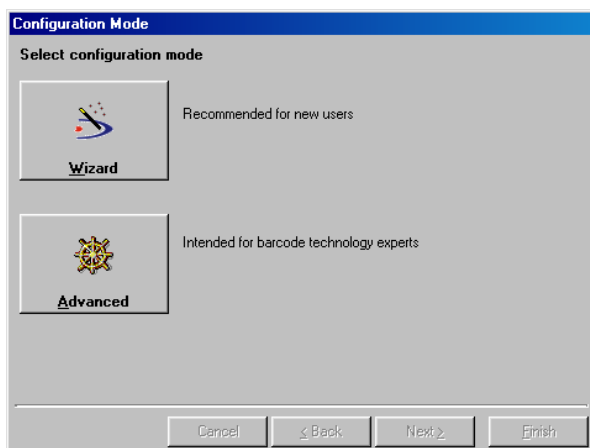 Configuration Mode
Select configuration mode
Recommended for new users
Wizard
Intended for barcode technology experts
Advanced
Cancel
< Back
Next >
Finish